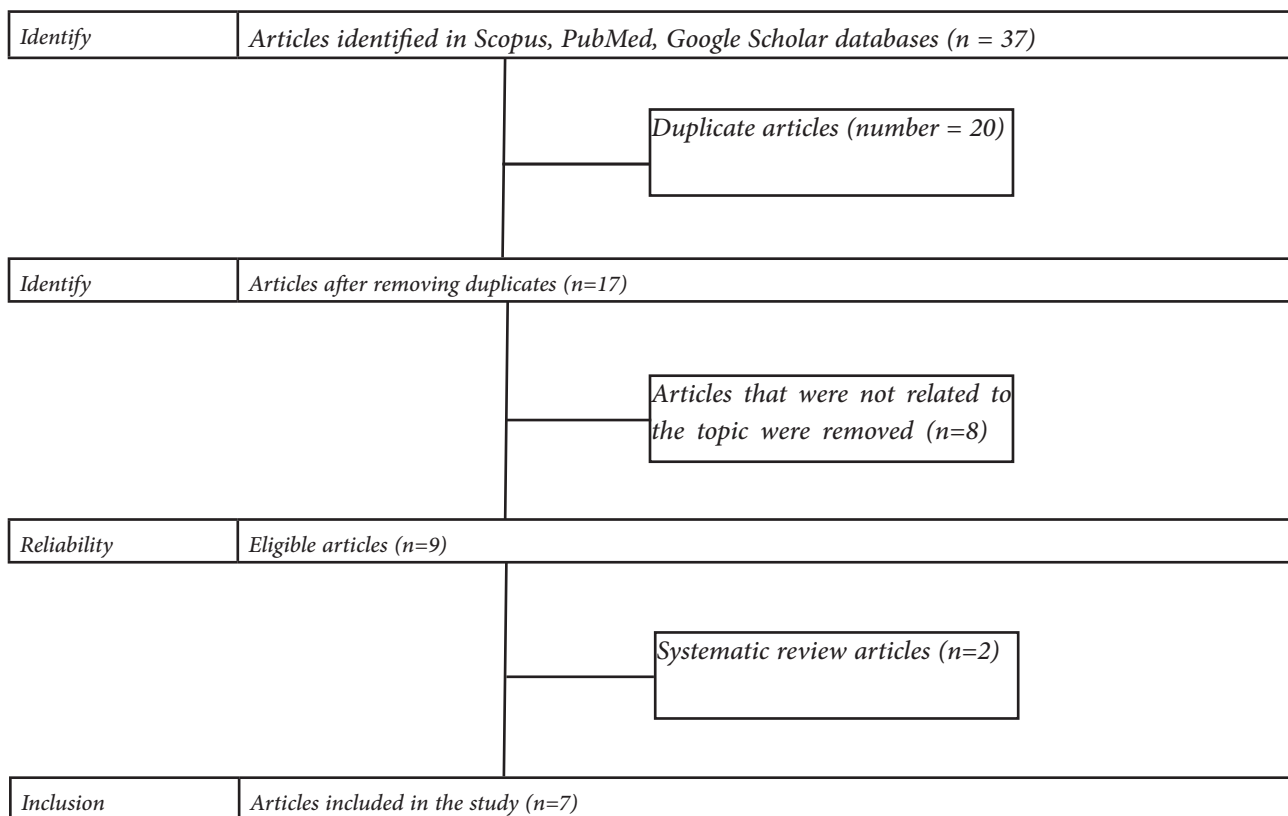 Identify
Articles identified in Scopus, PubMed, Google Scholar databases (n = 37)
Duplicate articles (number = 20)
Identify
Articles after removing duplicates (n=17)
Articles that were not related to
the topic were removed (n=8)
Reliability
Eligible articles (n=9)
Systematic review articles (n=2)
Inclusion
Articles included in the study (n=7)